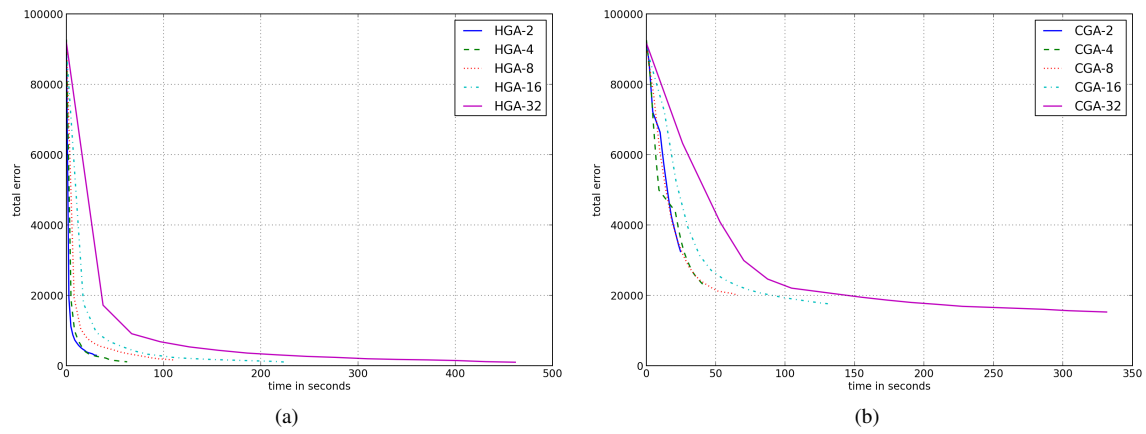 100000
80000
60000
40000
20000
0
total error
0
100
200
300
400
500
time in seconds
HGA-2
HGA-4
HGA-8
HGA-16
HGA-32
(a)
100000
80000
60000
40000
20000
0
total error
0
50
100
150
200
250
300
350
time in seconds
CGA-2
CGA-4
CGA-8
CGA-16
CGA-32
(b)